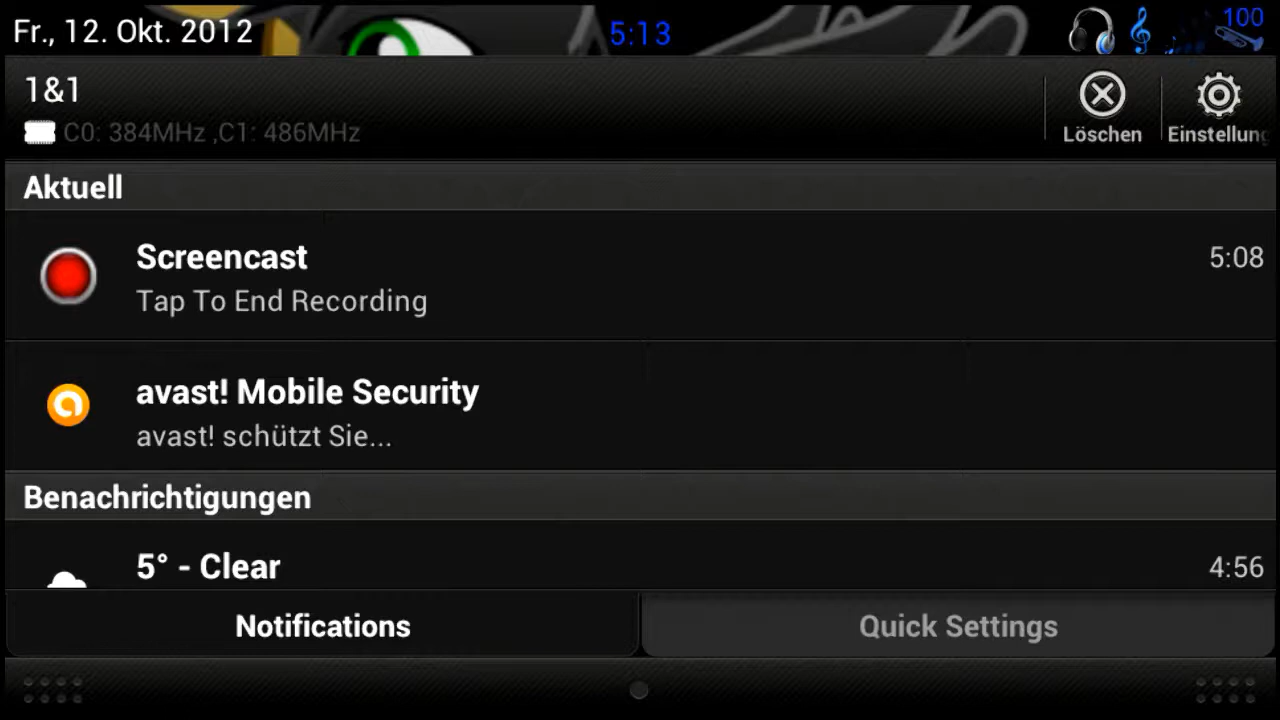 Fr., 12. Okt. 2012
5:13
100
1&1
C0: 384MHz ,C1: 486MHz
Löschen
Einstellung
Aktuell
Screencast
5:08
Tap To End Recording
avast! Mobile Security
avast! schützt Sie...
Benachrichtigungen
5° - Clear
4:56
Notifications
Quick Settings